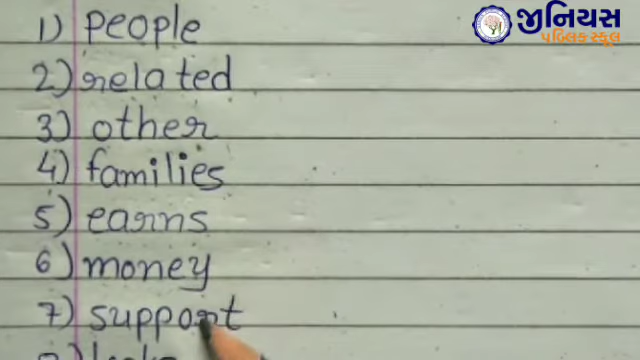 જીનિયસ
પબ્લિક સ્કૂલ
1) people
2) related
3) other
4) families
5) earns
6) money
7) support